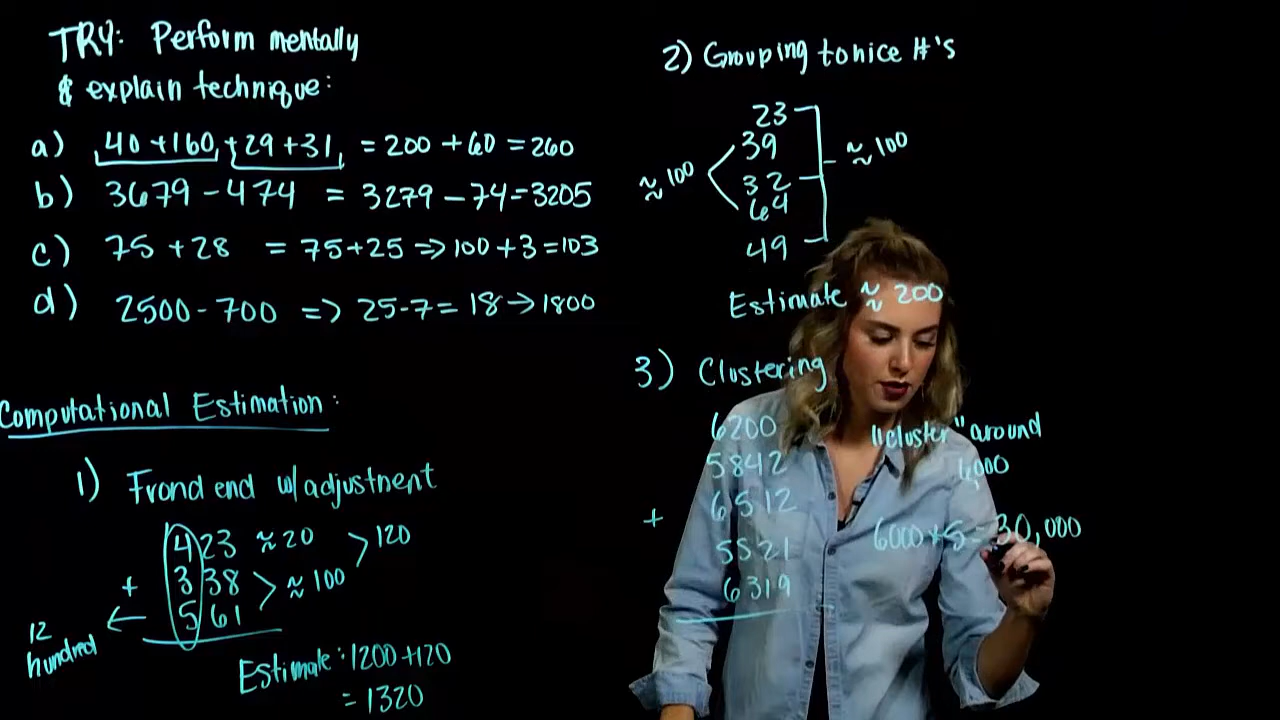 TRY: Perform mentally
& explain technique:
a) 40 + 160 + 29 + 31 = 200 + 60 = 260
b) 3679 - 474 = 3279 - 74 = 3205
c) 75 + 28 = 75 + 25 => 100 + 3 = 103
d) 2500 - 700 => 25 - 7 = 18 → 1800
Computational Estimation:
1) Frond end w/ adjustment
423 ≈ 20 > 120
+ 338 > ≈ 100
561
12
hundred
Estimate: 1200 + 120
= 1320
2) Grouping to nice #'s
23
39
≈ 100
32
≈ 100
64
49
Estimate ≈ 200
3) Clustering
6200
5842
6512
+
5521
6319
"cluster" around
6,000
6000 * 5 = 30,000